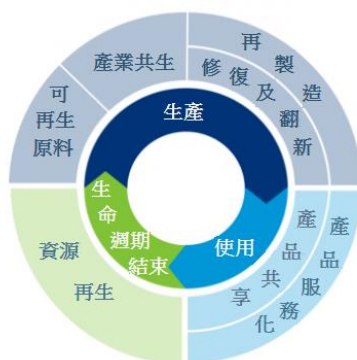 可
再生
原料
產業共生
再製造
修復及翻新
生產
使用
生
命
週期
結束
資源
再生
產品共享
產品服務化